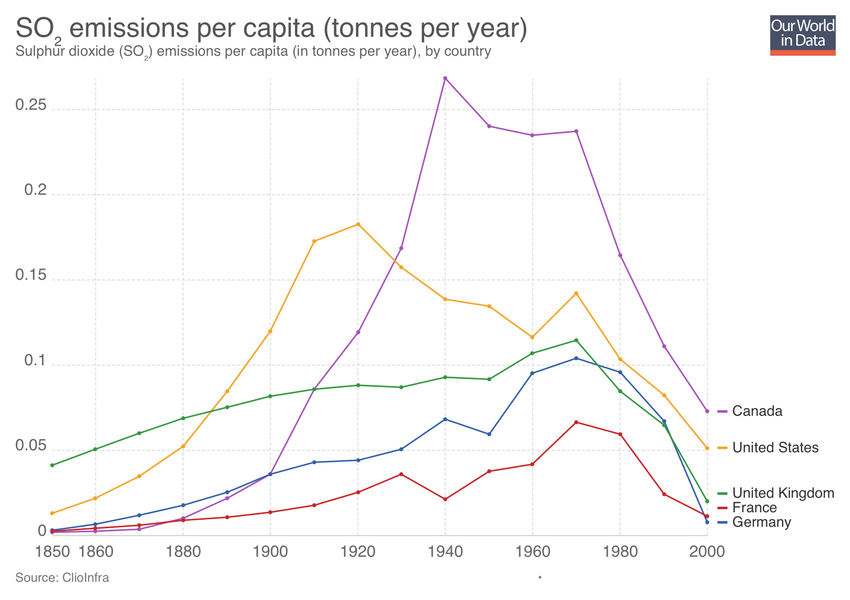 SO₂ emissions per capita (tonnes per year)
Sulphur dioxide (SO₂) emissions per capita (in tonnes per year), by country
Our World
in Data
0.25
0.2
0.15
0.1
0.05
0
Canada
United States
United Kingdom
France
Germany
1850 1860 1880 1900 1920 1940 1960 1980 2000
Source: ClioInfra